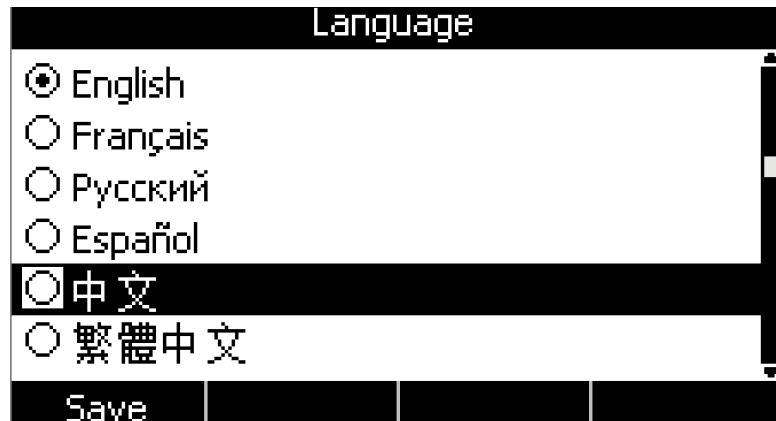 Language
English
Français
Русский
Español
中文
繁體中文
Save